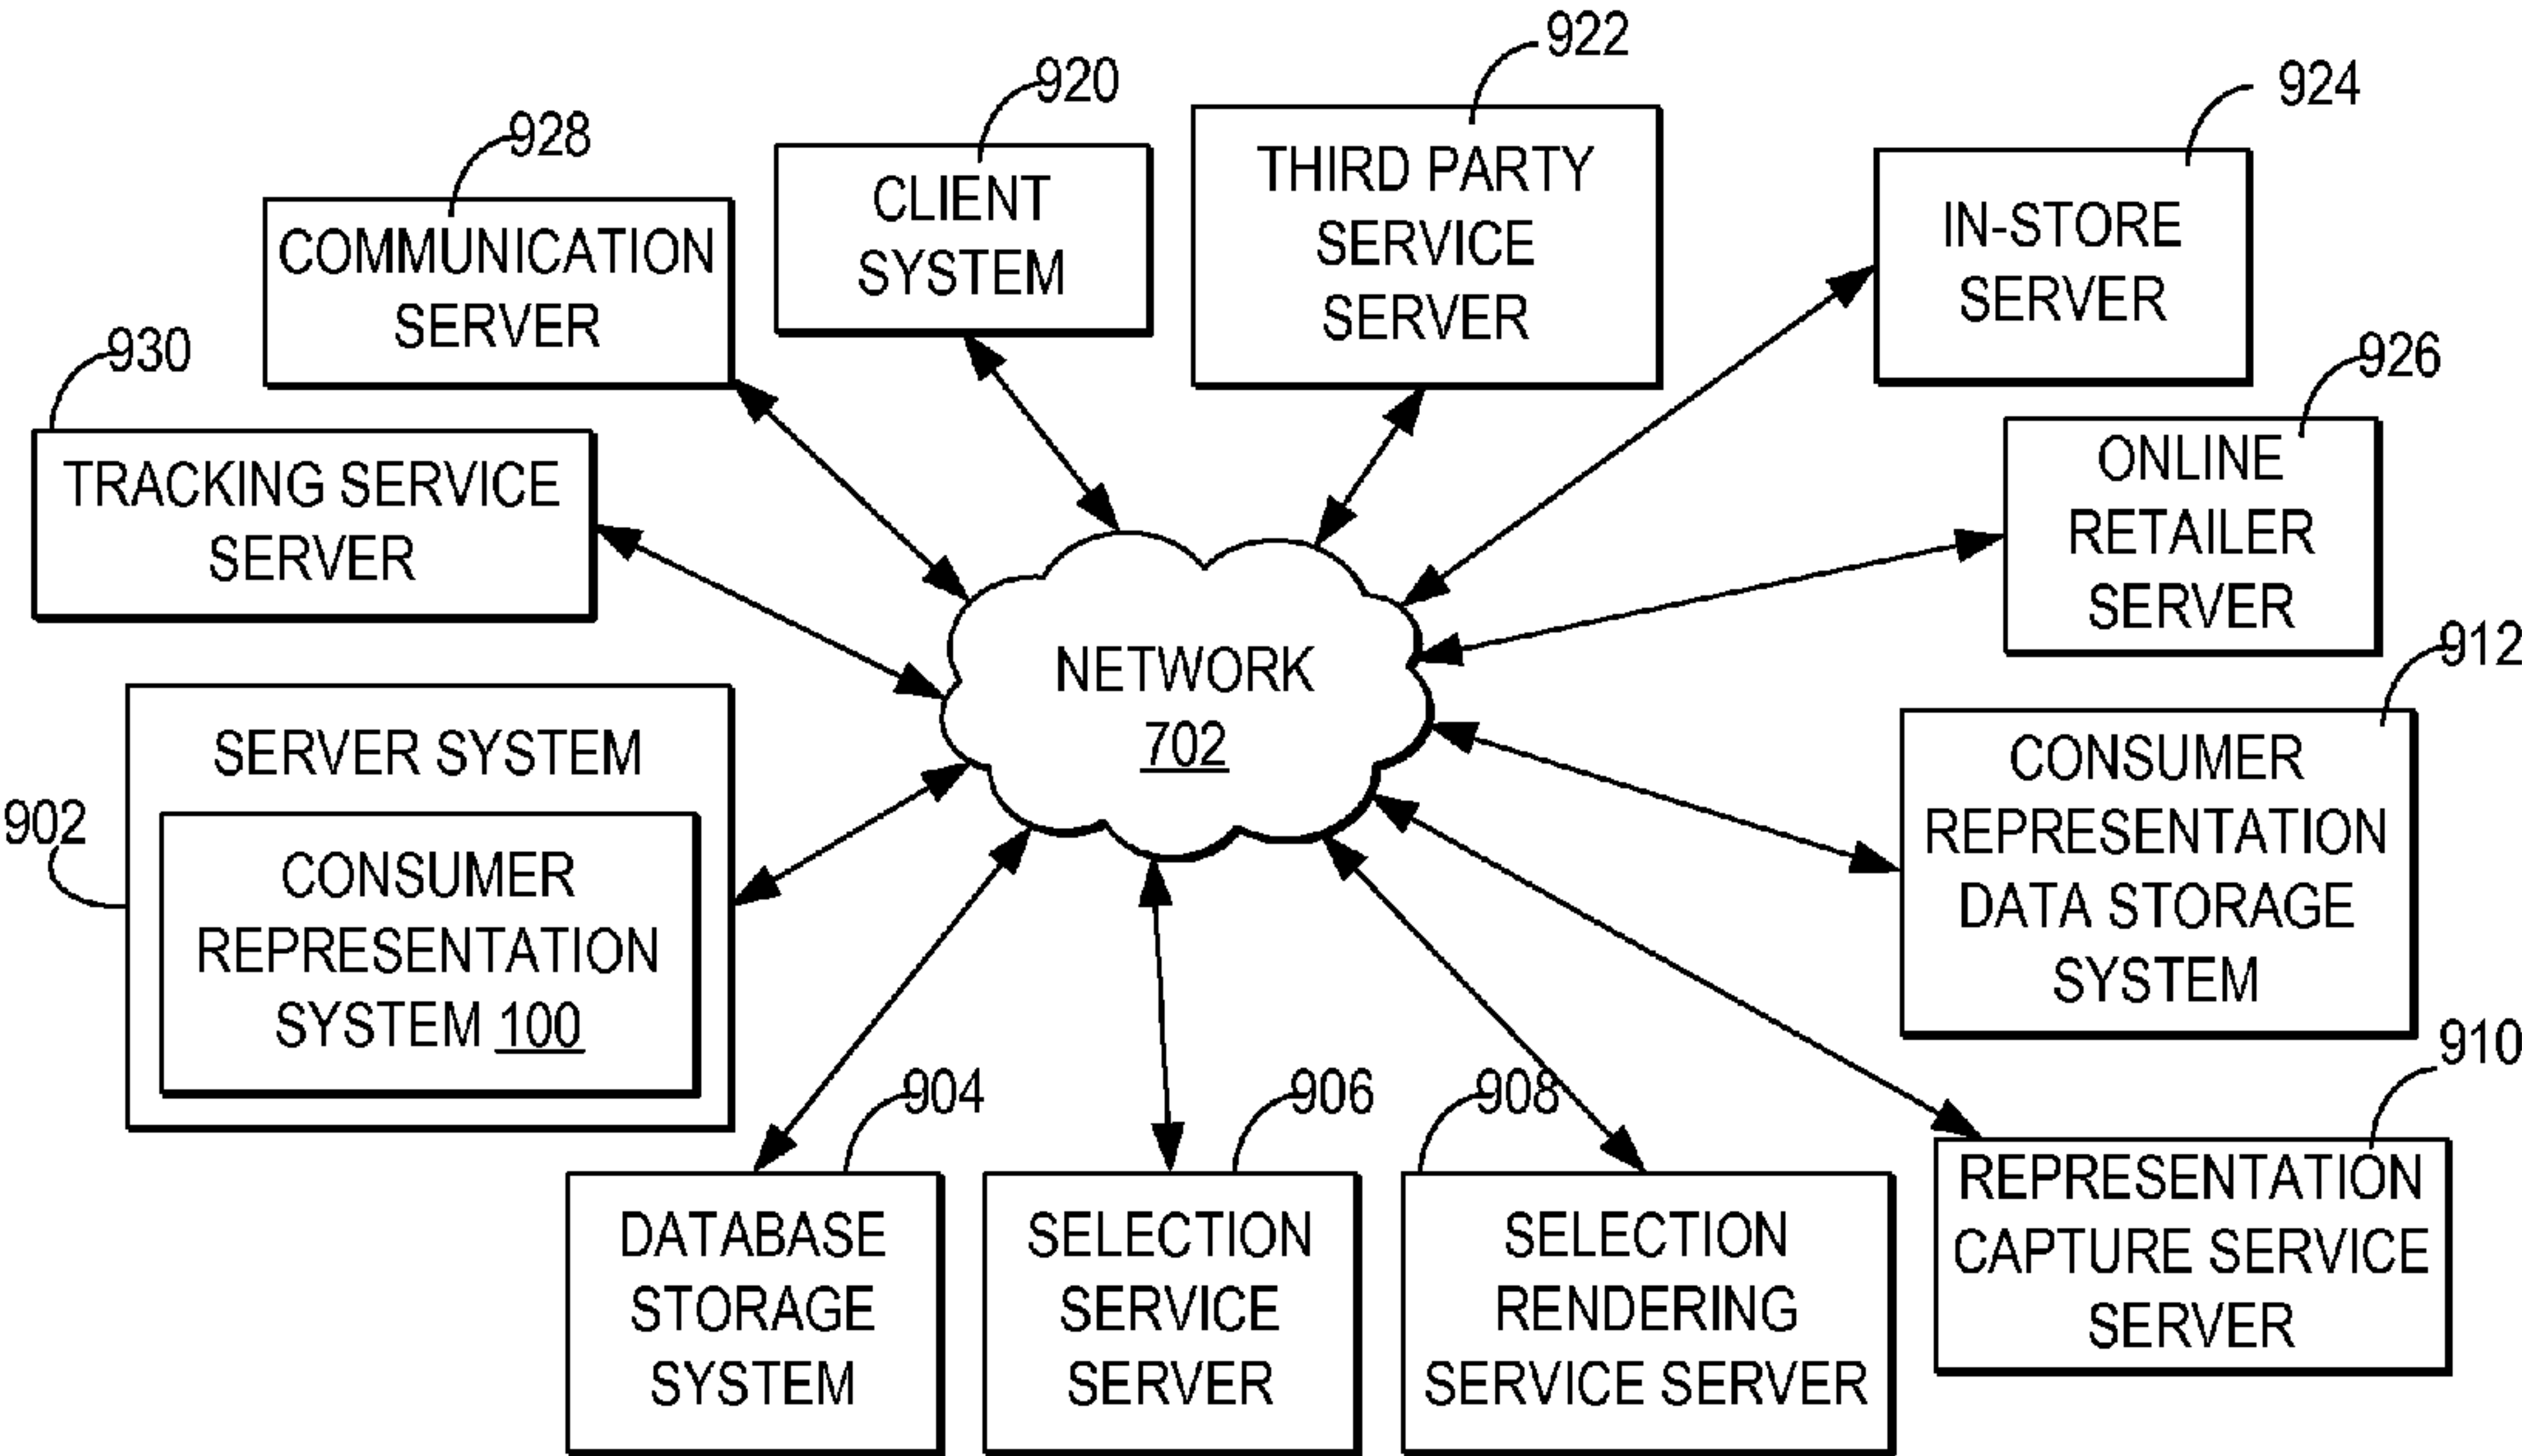 922
920
924
928
THIRD PARTY
SERVICE
SERVER
CLIENT
SYSTEM
IN-STORE
SERVER
COMMUNICATION
SERVER
930
926
TRACKING SERVICE
SERVER
ONLINE
RETAILER
SERVER
912
NETWORK
702
SERVER SYSTEM
902
CONSUMER
REPRESENTATION
SYSTEM 100
CONSUMER
REPRESENTATION
DATA STORAGE
SYSTEM
910
904
906
908
REPRESENTATION
CAPTURE SERVICE
SERVER
DATABASE
STORAGE
SYSTEM
SELECTION
SERVICE
SERVER
SELECTION
RENDERING
SERVICE SERVER